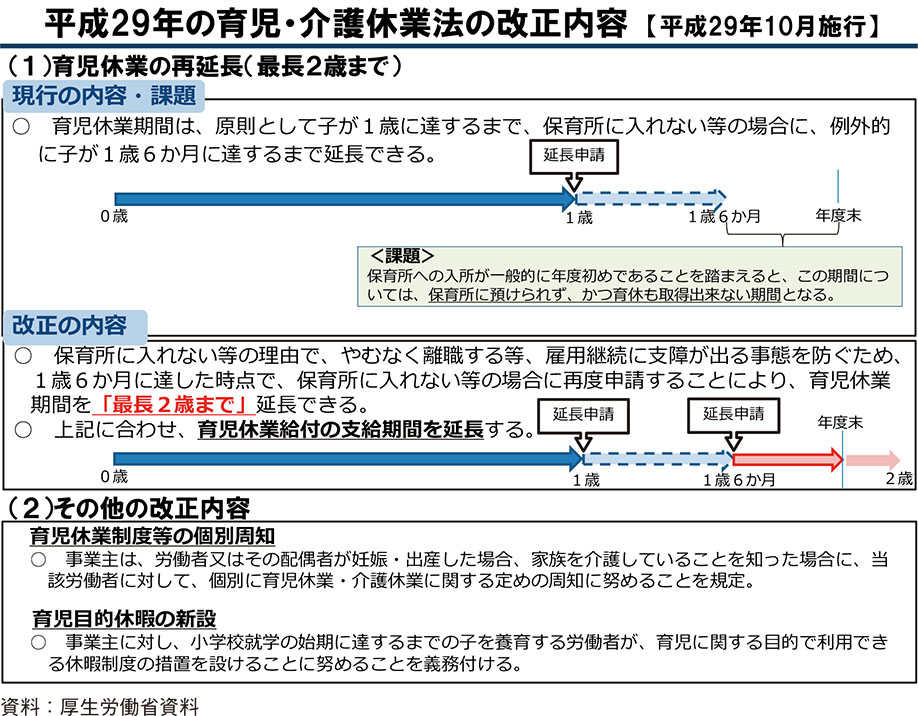 平成29年の育児・介護休業法の改正内容【平成29年10月施行】
（１）育児休業の再延長（最長２歳まで）
現行の内容・課題
○　育児休業期間は、原則として子が１歳に達するまで、保育所に入れない等の場合に、例外的
に子が１歳６か月に達するまで延長できる。
延長申請
０歳
１歳
１歳６か月
年度末
＜課題＞
保育所への入所が一般的に年度初めであることを踏まえると、この期間につ
いては、保育所に預けられず、かつ育休も取得出来ない期間となる。
改正の内容
○　保育所に入れない等の理由で、やむなく離職する等、雇用継続に支障が出る事態を防ぐため、
１歳６か月に達した時点で、保育所に入れない等の場合に再度申請することにより、育児休業
期間を「最長２歳まで」延長できる。
○　上記に合わせ、育児休業給付の支給期間を延長する。
延長申請
延長申請
年度末
０歳
１歳
１歳６か月
２歳
（２）その他の改正内容
育児休業制度等の個別周知
○　事業主は、労働者又はその配偶者が妊娠・出産した場合、家族を介護していることを知った場合に、当
該労働者に対して、個別に育児休業・介護休業に関する定めの周知に努めることを規定。
育児目的休暇の新設
○　事業主に対し、小学校就学の始期に達するまでの子を養育する労働者が、育児に関する目的で利用でき
る休暇制度の措置を設けることに努めることを義務付ける。
資料：厚生労働省資料